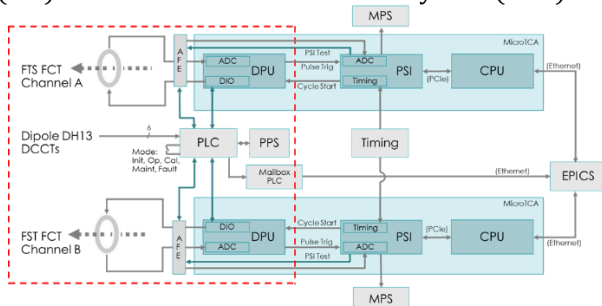 MPS
MicroTCA
FTS FCT
Channel A
AFE
ADC
DIO
DPU
PSI Test
Pulse Trig
Cycle Start
ADC
Timing
PSI
(PCIe)
CPU
(Ethernet)
Dipole DH13
DCCTs
6
Mode:
Init, Op, Cal,
Maint, Fault
PLC
PPS
Mailbox
PLC
Timing
(Ethernet)
EPICS
MicroTCA
FST FCT
Channel B
AFE
DIO
ADC
DPU
Cycle Start
Pulse Trig
PSI Test
Timing
ADC
PSI
(PCIe)
CPU
(Ethernet)
MPS